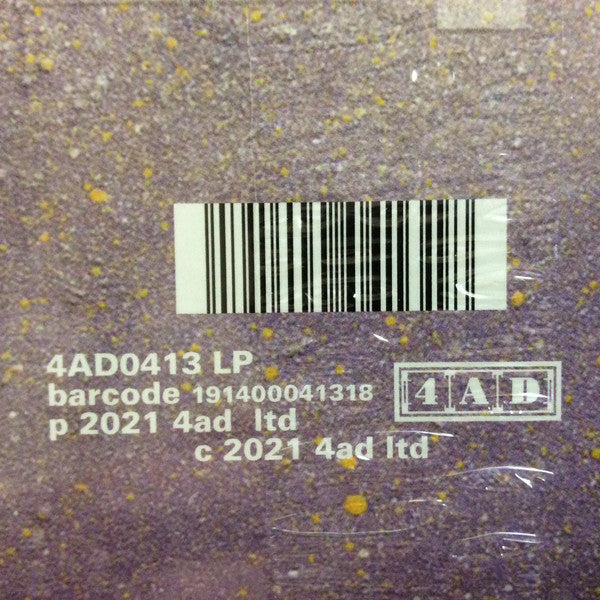 4AD0413 LP
barcode 191400041318
p 2021 4ad ltd
c 2021 4ad ltd
4AD